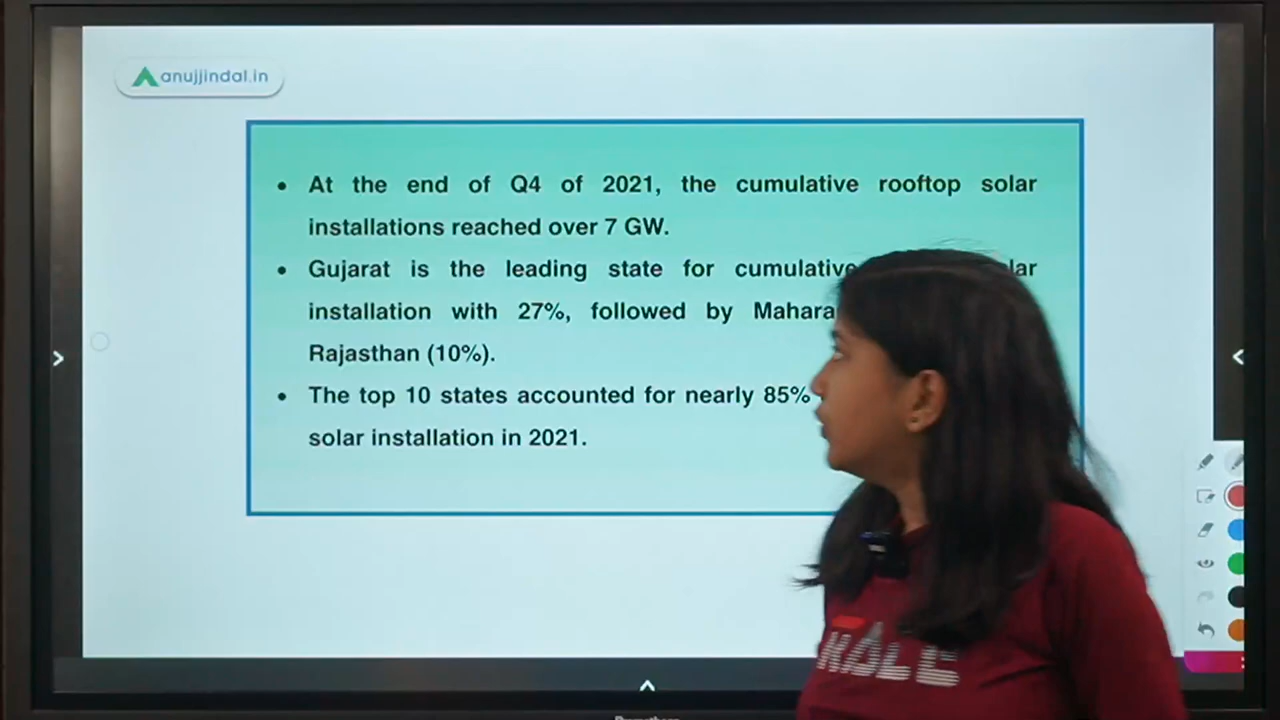 anujjindal.in
At the end of Q4 of 2021, the cumulative rooftop solar
installations reached over 7 GW.
Gujarat is the leading state for cumulative
installation with 27%, followed by
Rajasthan (10%).
The top 10 states accounted for nearly 85%
solar installation in 2021.